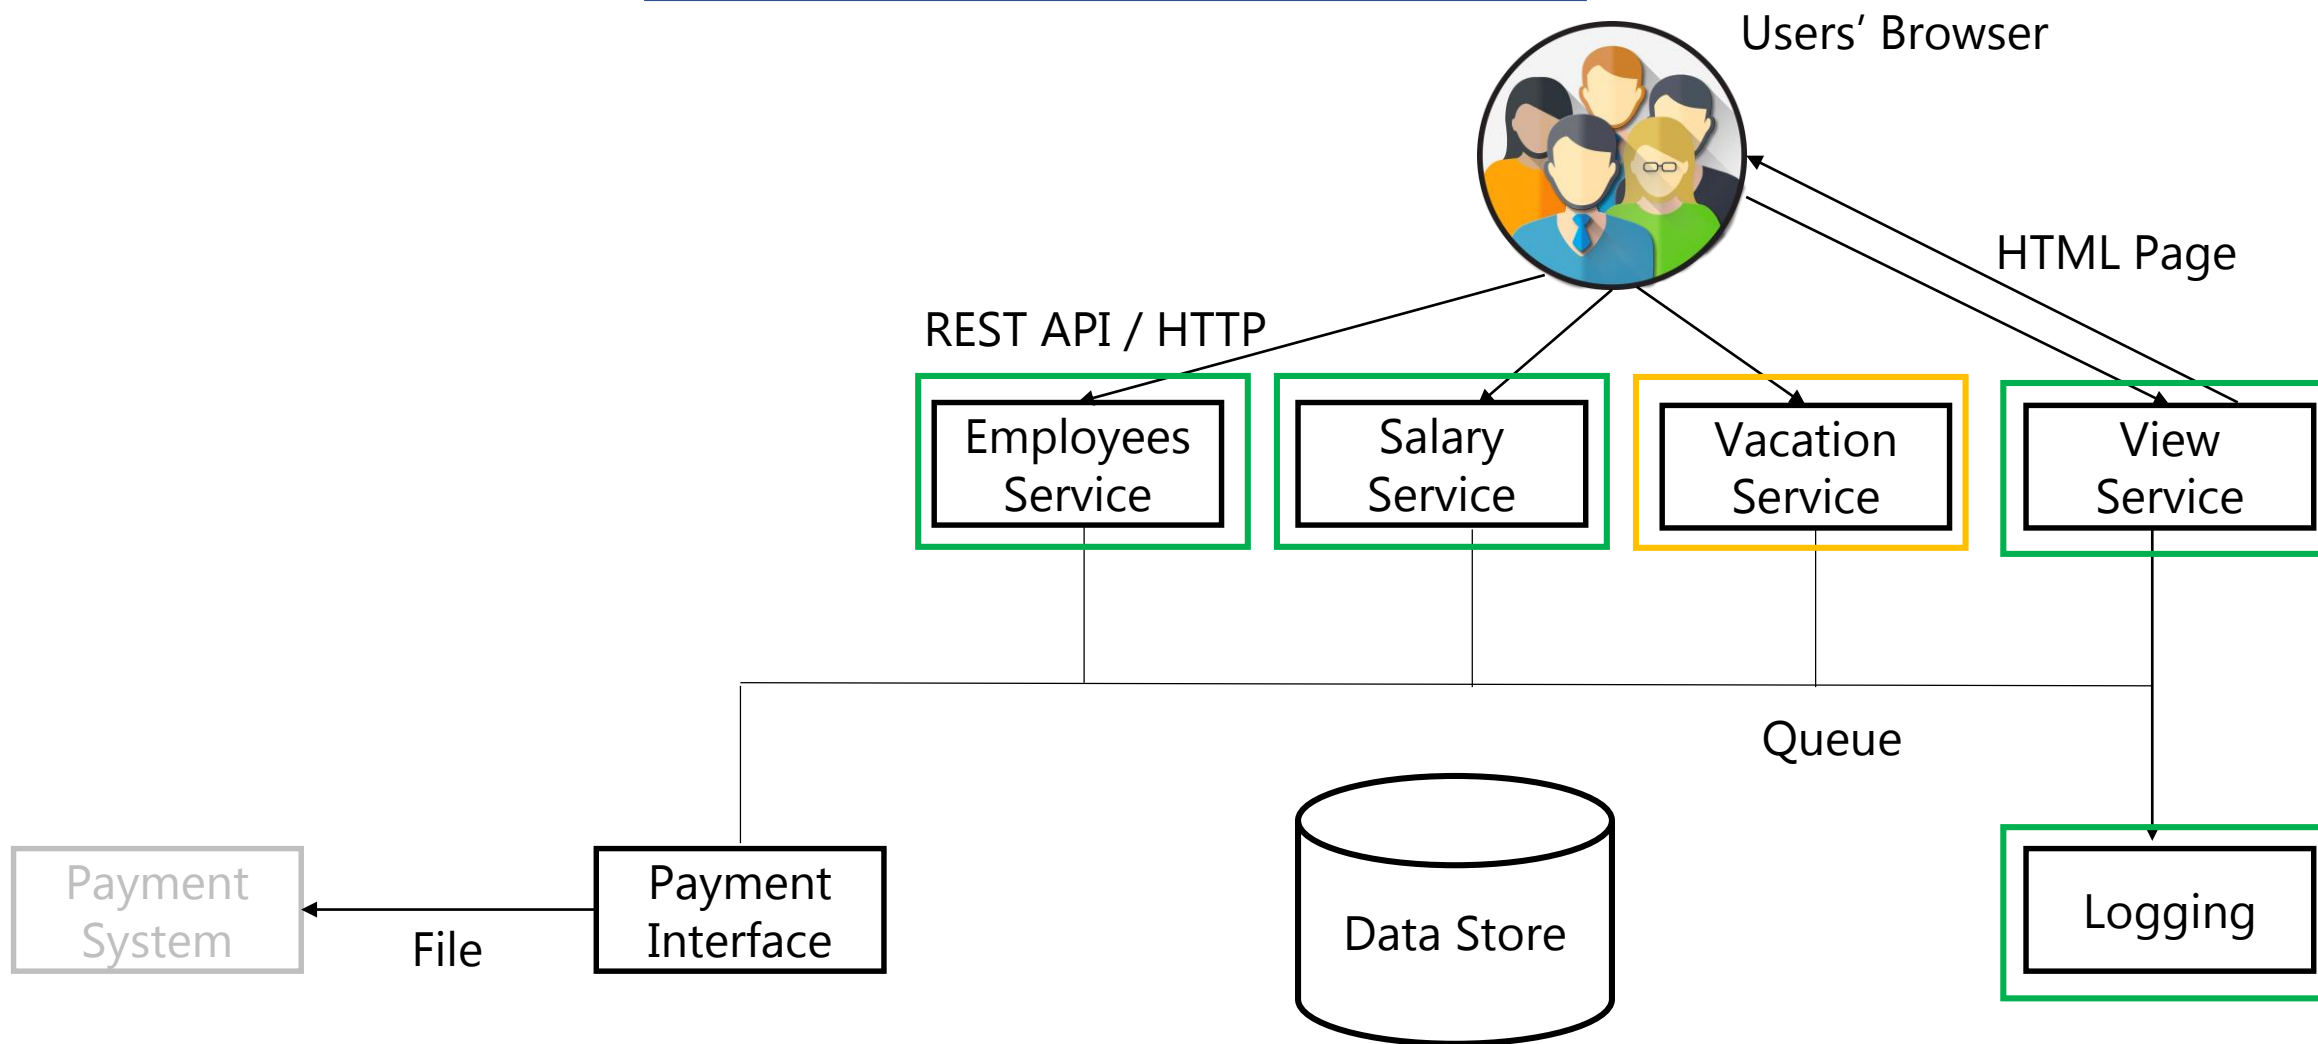 Users’ Browser
HTML Page
REST API / HTTP
Employees
Service
Salary
Service
Vacation
Service
View
Service
Queue
Payment
System
File
Payment
Interface
Data Store
Logging